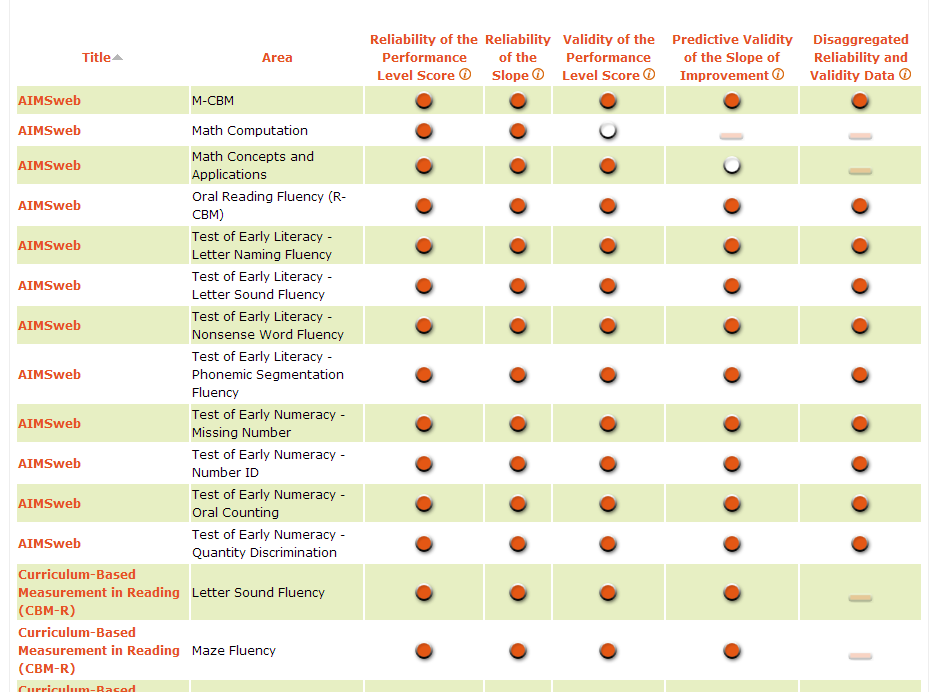 Title
Area
Reliability of the
Performance
Level Score
Reliability
of the
Slope
Validity of the
Performance
Level Score
Predictive Validity
of the Slope of
Improvement
Disaggregated
Reliability and
Validity Data
AIMSweb
M-CBM
AIMSweb
Math Computation
AIMSweb
Math Concepts and
Applications
AIMSweb
Oral Reading Fluency (R-
CBM)
AIMSweb
Test of Early Literacy -
Letter Naming Fluency
AIMSweb
Test of Early Literacy -
Letter Sound Fluency
AIMSweb
Test of Early Literacy -
Nonsense Word Fluency
AIMSweb
Test of Early Literacy -
Phonemic Segmentation
Fluency
AIMSweb
Test of Early Numeracy -
Missing Number
AIMSweb
Test of Early Numeracy -
Number ID
AIMSweb
Test of Early Numeracy -
Oral Counting
AIMSweb
Test of Early Numeracy -
Quantity Discrimination
Curriculum-Based
Measurement in Reading
(CBM-R)
Letter Sound Fluency
Curriculum-Based
Measurement in Reading
(CBM-R)
Maze Fluency
Curriculum-Based